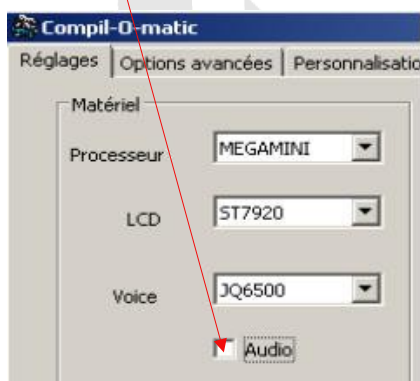 Compil-O-matic
Réglages Options avancées Personnalisatio
Matériel
Processeur MEGAMINI
LCD ST7920
Voice JQ6500
Audio